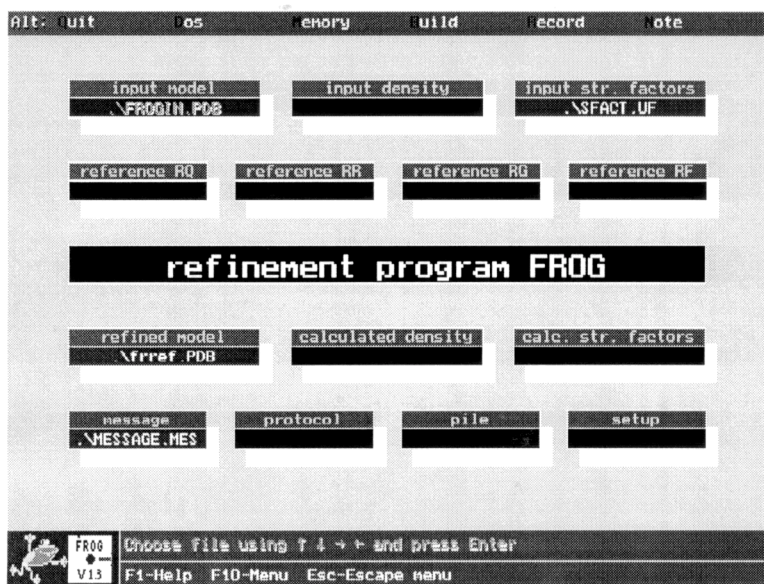 Alt: Quit Dos Memory Build Record Note
input model input density input str. factors
.\FROGIN.PDB .\SFACT.UF
reference RQ reference RR reference RG reference RF
refinement program FROG
refined model calculated density calc. str. factors
\frref.PDB
message protocol pile setup
.\MESSAGE.MES
FROG Choose file using ↑ ↓ → ← and press Enter
V1.3 F1-Help F10-Menu Esc-Escape menu